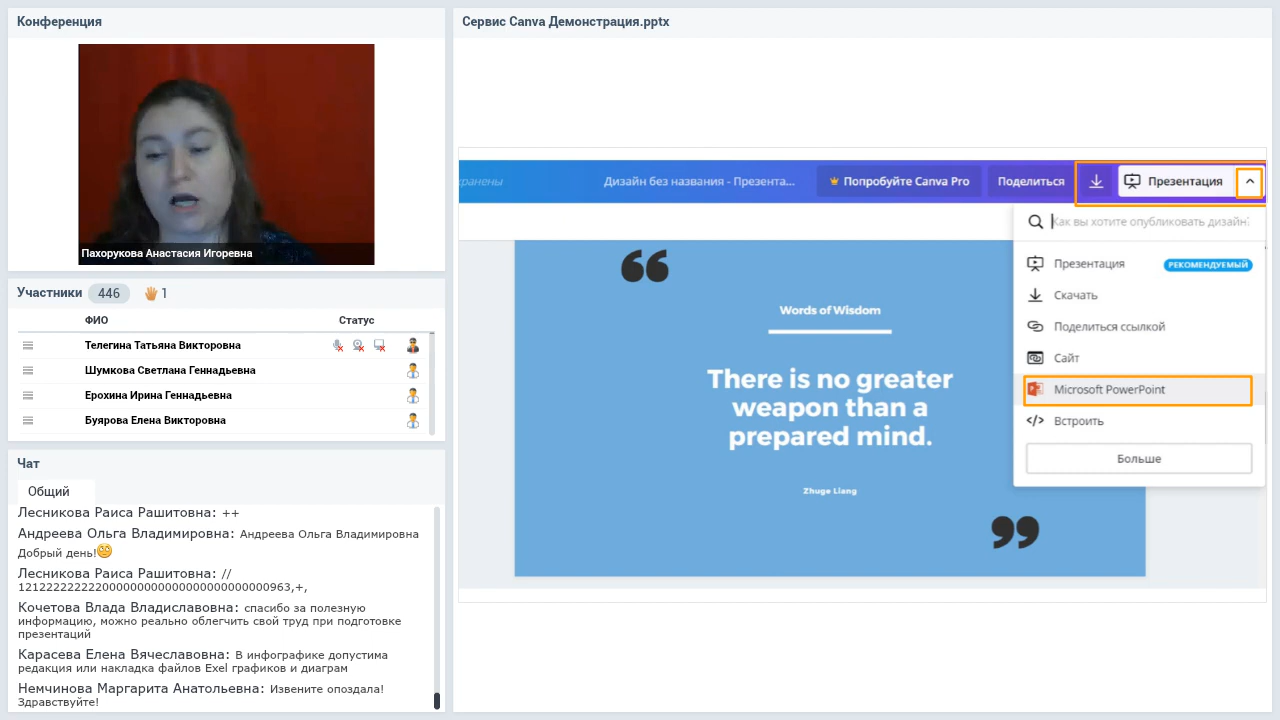 Конференция
Пахорукова Анастасия Игоревна
Участники 446 1
ФИО Статус
Телегина Татьяна Викторовна
Шумкова Светлана Геннадьевна
Ерохина Ирина Геннадьевна
Буярова Елена Викторовна
Чат
Общий
Лесникова Раиса Рашитовна: ++
Андреева Ольга Владимировна: Андреева Ольга Владимировна
Добрый день!
Лесникова Раиса Рашитовна: //
Кочетова Влада Владиславовна: спасибо за полезную
информацию, можно реально облегчить свой труд при подготовке
презентаций
Карасева Елена Вячеславовна: В инфографике допустима
редакция или накладка файлов Exel графиков и диаграм
Немчинова Маргарита Анатольевна: Извените опоздала!
Здравствуйте!
Сервис Canva Демонстрация.pptx
хранены Дизайн без названия - Презента... Попробуйте Canva Pro Поделиться Презентация
Как вы хотите опубликовать дизайн?
Презентация РЕКОМЕНДУЕМЫЙ
Скачать
Поделиться ссылкой
Сайт
Microsoft PowerPoint
Встроить
Больше
Words of Wisdom
There is no greater
weapon than a
prepared mind.
Zhuge Liang